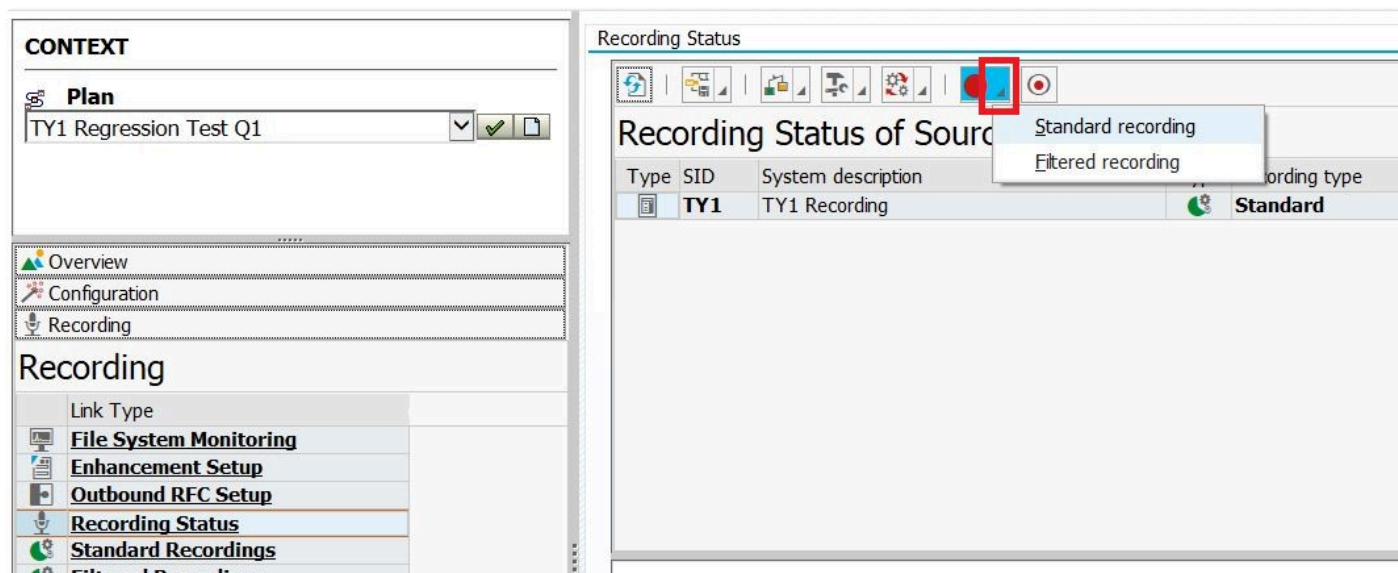 CONTEXT
Plan
TY1 Regression Test Q1
Overview
Configuration
Recording
Recording
Link Type
File System Monitoring
Enhancement Setup
Outbound RFC Setup
Recording Status
Standard Recordings
Recording Status
Standard recording
Filtered recording
Recording Status of Sourc
Type SID System description ording type
TY1 TY1 Recording Standard